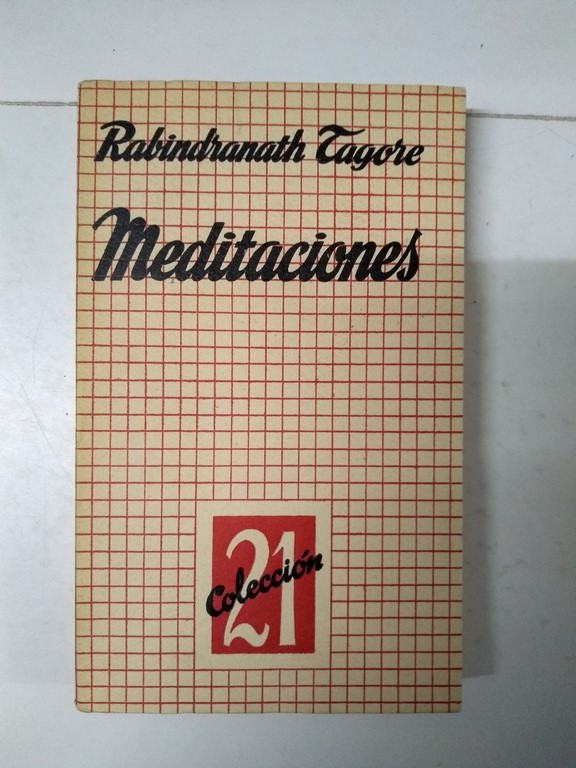 Rabindranath Tagore
Meditaciones
Colección
21